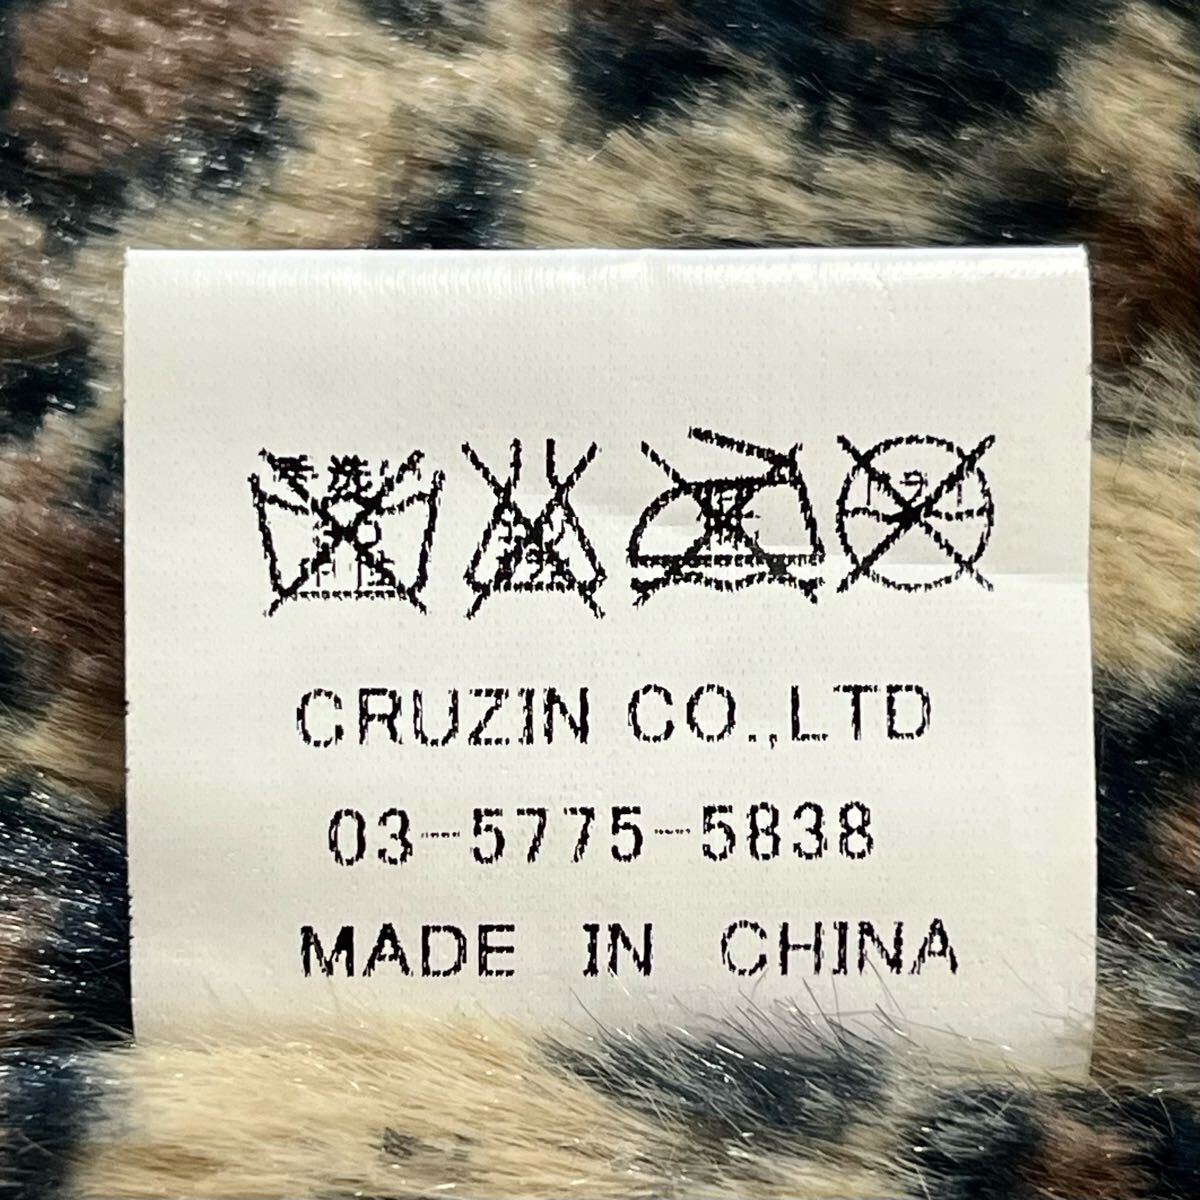 CRUZIN CO.,LTD
03-5775-5838
MADE IN CHINA